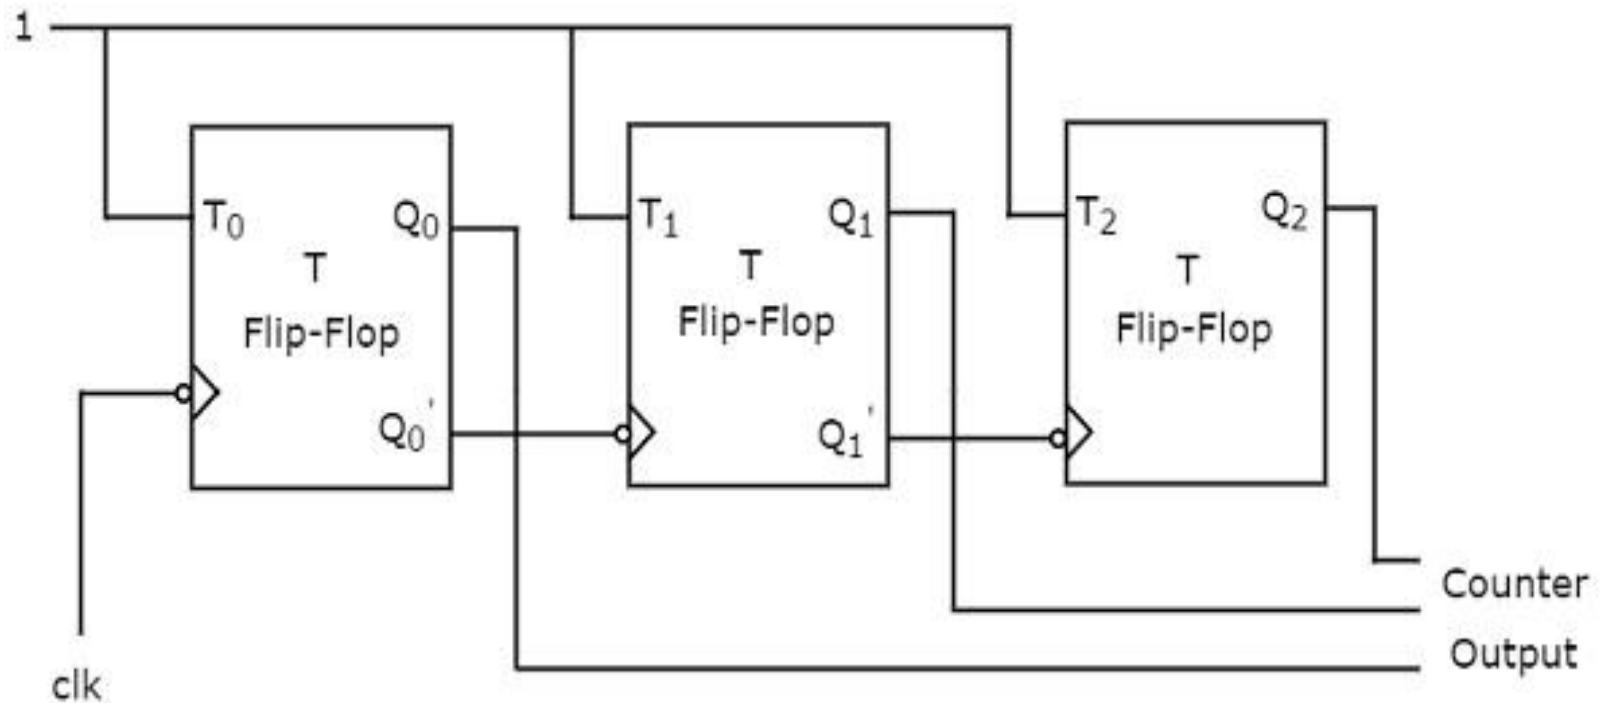 1
T₀ Q₀
T
Flip-Flop
Q₀'
T₁ Q₁
T
Flip-Flop
Q₁'
T₂ Q₂
T
Flip-Flop
Counter
Output
clk